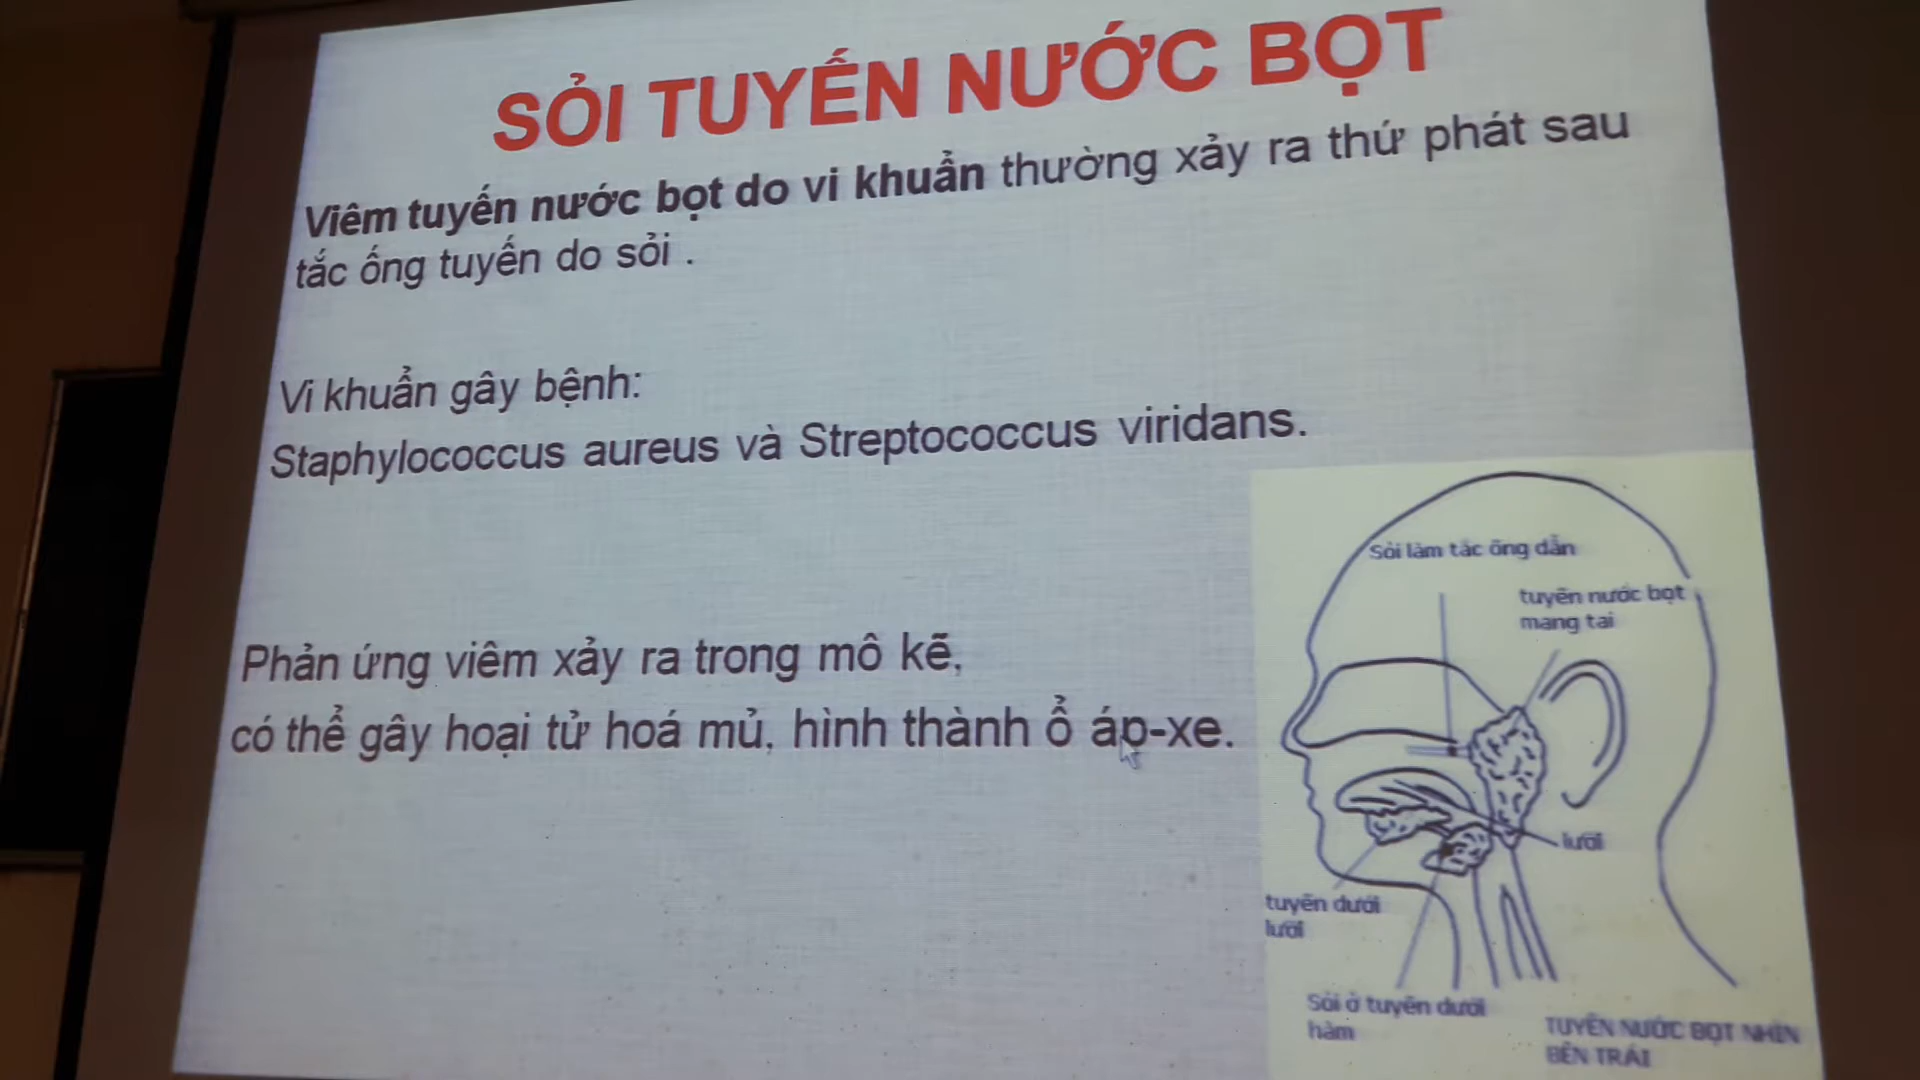 SỎI TUYẾN NƯỚC BỌT
Viêm tuyến nước bọt do vi khuẩn thường xảy ra thứ phát sau
tắc ống tuyến do sỏi .
Vi khuẩn gây bệnh:
Staphylococcus aureus và Streptococcus viridans.
Phản ứng viêm xảy ra trong mô kẽ,
có thể gây hoại tử hoá mủ, hình thành ổ áp-xe.
Sỏi làm tắc ống dẫn
tuyến nước bọt
mang tai
lưỡi
tuyến dưới
lưỡi
Sỏi ở tuyến dưới
hàm
TUYẾN NƯỚC BỌT NHÌN
BÊN TRÁI